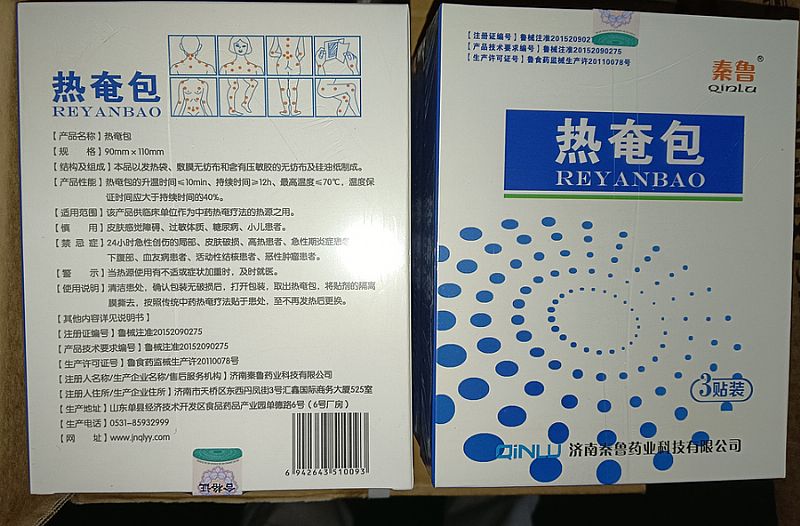 热奄包
REYANBAO
【产品名称】热奄包
【规　　格】90mm×110mm
【结构及组成】本品以发热袋、敷膜无纺布和含有压敏胶的无纺布及硅油纸制成。
【产品性能】热奄包的升温时间≤10min、持续时间≥12h、最高温度≤70℃，温度保
证时间应大于持续时间的40%。
【适用范围】该产品供临床单位作为中药热奄疗法的热源之用。
【慎　　用】皮肤感觉障碍、过敏体质、糖尿病、小儿患者。
【禁 忌 症】24小时急性创伤的局部、皮肤破损、高热患者、急性期炎症患
下腹部、血友病患者、活动性结核患者、恶性肿瘤患者。
【警　　示】当热源使用有不适或症状加重时，及时就医。
【使用说明】清洁患处，确认包装无破损后，打开包装，取出热奄包，将贴剂的隔离
膜撕去，按照传统中药热奄疗法贴于患处，至不再发热后更换。
【其他内容详见说明书】
【注册证编号】鲁械注准20152090275
【产品技术要求编号】鲁械注准20152090275
【生产许可证号】鲁食药监械生产许20110078号
【注册人名称/生产企业名称/售后服务机构】济南秦鲁药业科技有限公司
【注册人住所/生产企业住所】济南市天桥区东西丹凤街3号汇鑫国际商务大厦525室
【生产地址】山东单县经济技术开发区食品药品产业园单德路6号（6号厂房）
【生产电话】0531-85932999
【网　　址】www.jnqlyy.com
6 942643 510093
合格证
【注册证编号】鲁械注准2015209027
【产品技术要求编号】鲁械注准20152090275
【生产许可证号】鲁食药监械生产许20110078号
秦鲁®
QINLU
热奄包
REYANBAO
3贴装
QINLU 济南秦鲁药业科技有限公司